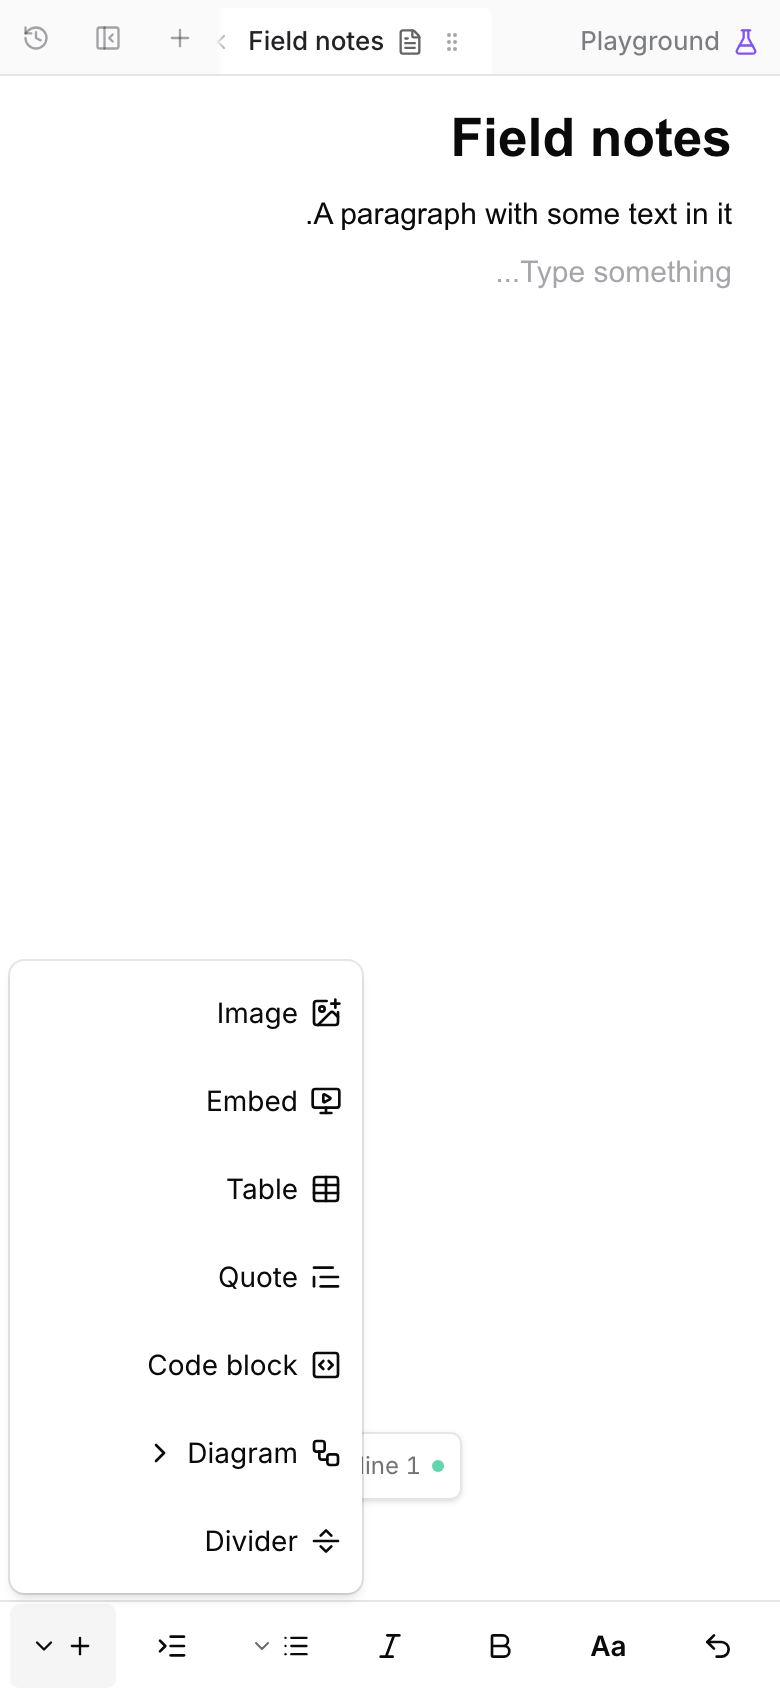 Playground
Field notes
Field notes
.A paragraph with some text in it
...Type something
Image
Embed
Table
Quote
Code block
Diagram
Divider
line 1
Aa